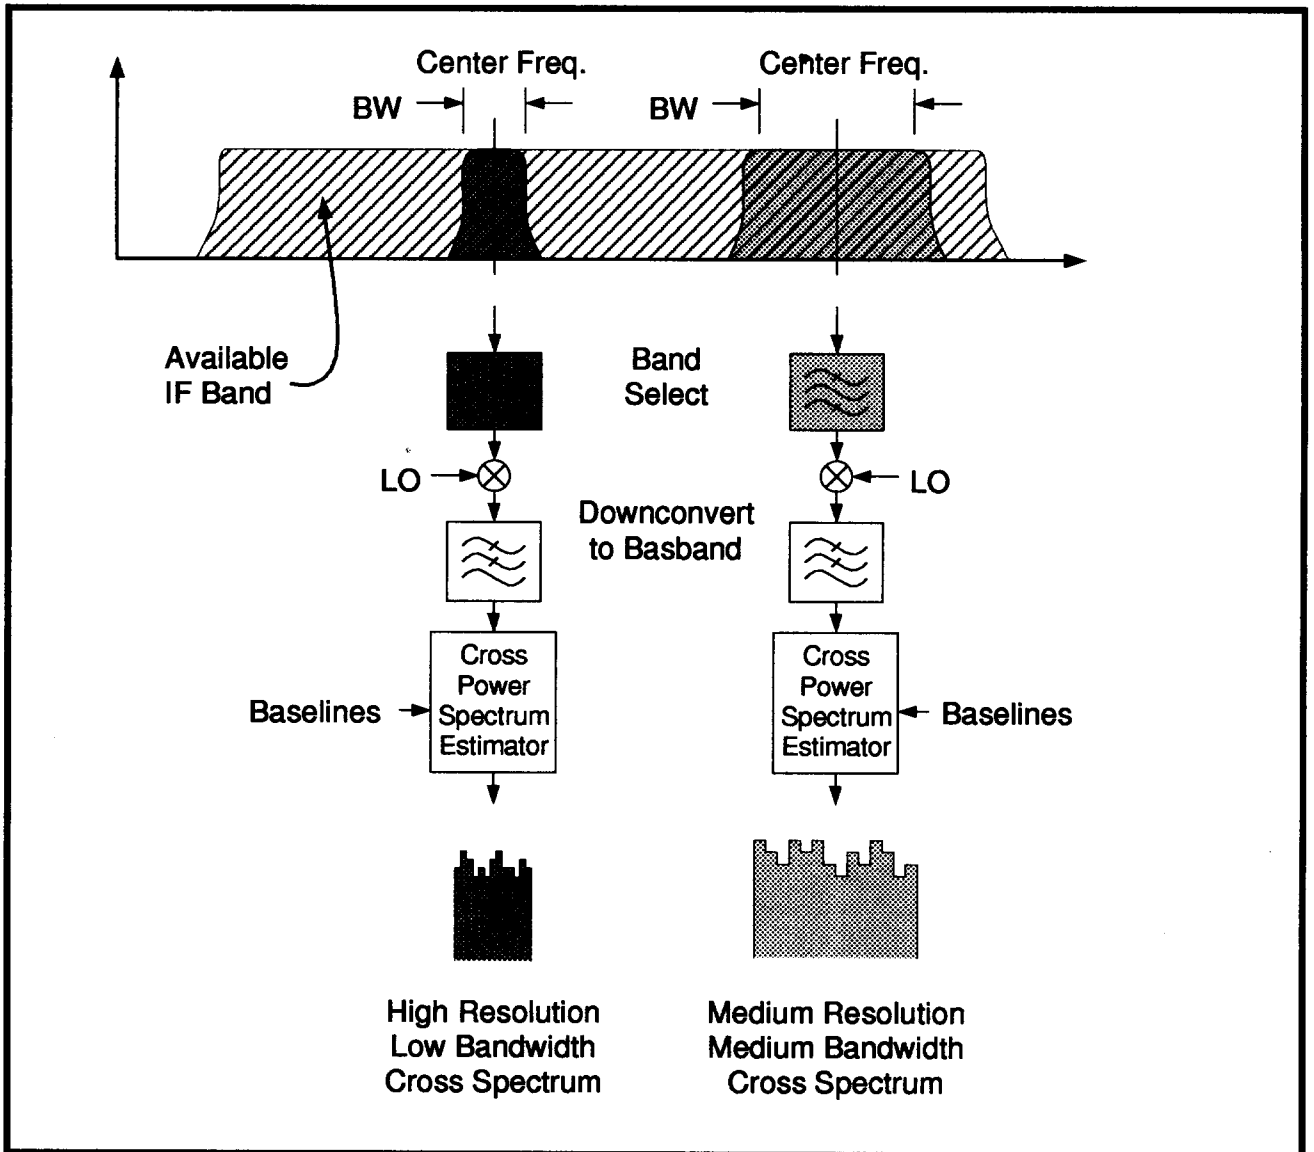 Center Freq.
Center Freq.
BW
BW
Available
IF Band
Band
Select
LO
LO
Downconvert
to Basband
Cross
Power
Spectrum
Estimator
Cross
Power
Spectrum
Estimator
Baselines
Baselines
High Resolution
Low Bandwidth
Cross Spectrum
Medium Resolution
Medium Bandwidth
Cross Spectrum